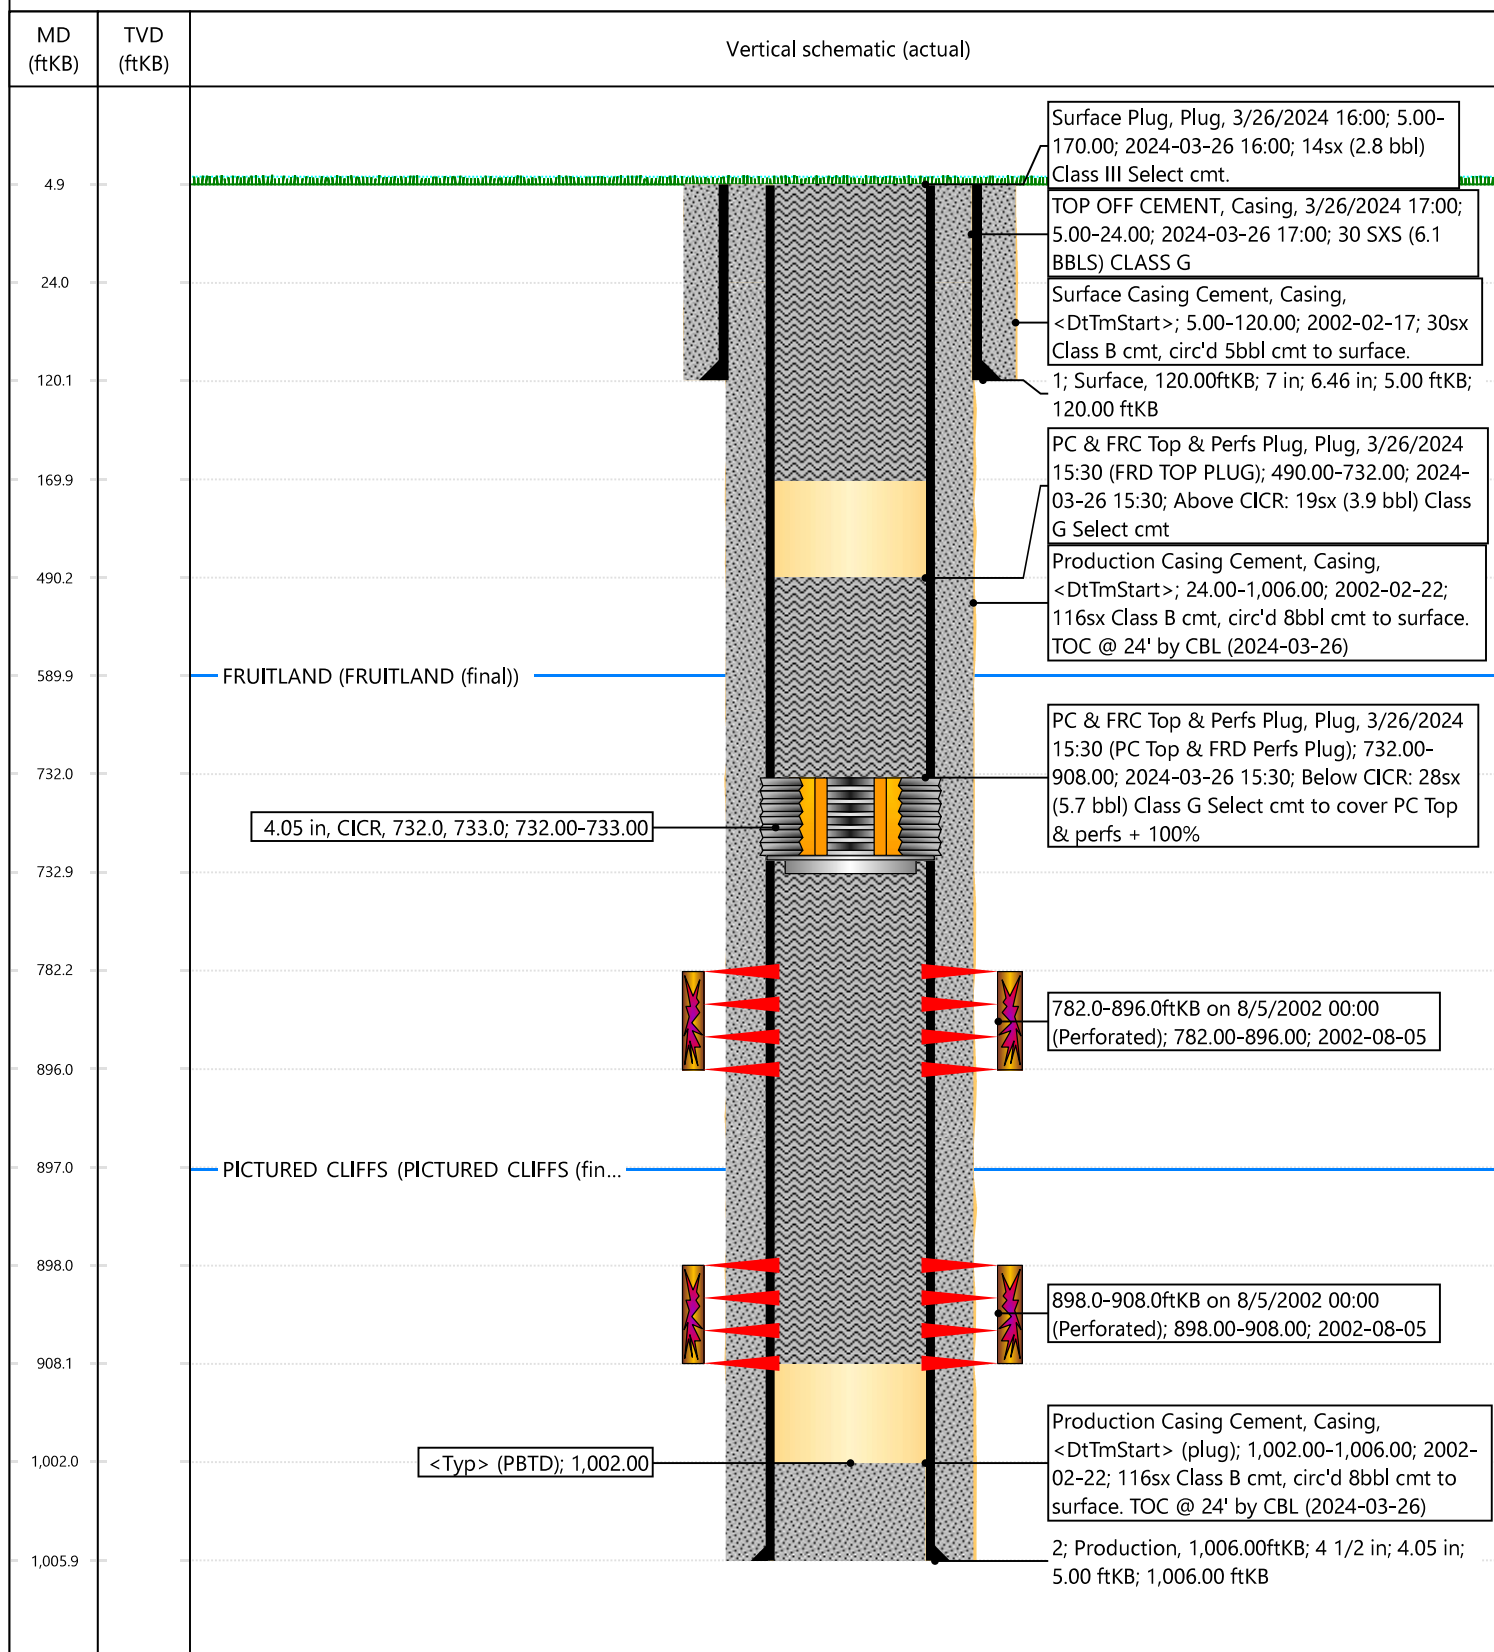 MD
(ftKB)
TVD
(ftKB)
Vertical schematic (actual)
Surface Plug, Plug, 3/26/2024 16:00; 5.00-
170.00; 2024-03-26 16:00; 14sx (2.8 bbl)
Class III Select cmt.
4.9
TOP OFF CEMENT, Casing, 3/26/2024 17:00;
5.00-24.00; 2024-03-26 17:00; 30 SXS (6.1
BBLS) CLASS G
24.0
Surface Casing Cement, Casing,
<DtTmStart>; 5.00-120.00; 2002-02-17; 30sx
Class B cmt, circ'd 5bbl cmt to surface.
120.1
1; Surface, 120.00ftKB; 7 in; 6.46 in; 5.00 ftKB;
120.00 ftKB
PC & FRC Top & Perfs Plug, Plug, 3/26/2024
15:30 (FRD TOP PLUG); 490.00-732.00; 2024-
03-26 15:30; Above CICR: 19sx (3.9 bbl) Class
G Select cmt
169.9
Production Casing Cement, Casing,
<DtTmStart>; 24.00-1,006.00; 2002-02-22;
116sx Class B cmt, circ'd 8bbl cmt to surface.
TOC @ 24' by CBL (2024-03-26)
490.2
589.9
FRUITLAND (FRUITLAND (final))
PC & FRC Top & Perfs Plug, Plug, 3/26/2024
15:30 (PC Top & FRD Perfs Plug); 732.00-
908.00; 2024-03-26 15:30; Below CICR: 28sx
(5.7 bbl) Class G Select cmt to cover PC Top
& perfs + 100%
732.0
4.05 in, CICR, 732.0, 733.0; 732.00-733.00
732.9
782.2
782.0-896.0ftKB on 8/5/2002 00:00
(Perforated); 782.00-896.00; 2002-08-05
896.0
897.0
PICTURED CLIFFS (PICTURED CLIFFS (fin...
898.0
898.0-908.0ftKB on 8/5/2002 00:00
(Perforated); 898.00-908.00; 2002-08-05
908.1
Production Casing Cement, Casing,
<DtTmStart> (plug); 1,002.00-1,006.00; 2002-
02-22; 116sx Class B cmt, circ'd 8bbl cmt to
surface. TOC @ 24' by CBL (2024-03-26)
1,002.0
<Typ> (PBTD); 1,002.00
1,005.9
2; Production, 1,006.00ftKB; 4 1/2 in; 4.05 in;
5.00 ftKB; 1,006.00 ftKB